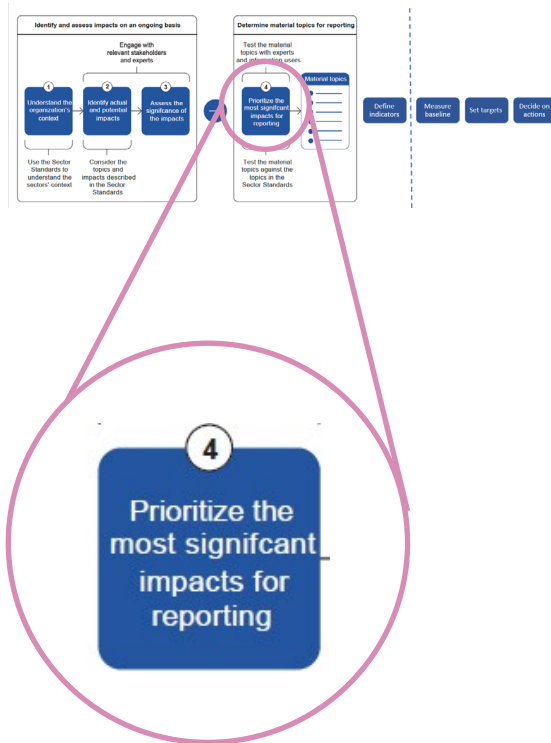 Identify and assess impacts on an ongoing basis
Engage with
relevant stakeholders
and experts
1
Understand the
organization's
context
2
Identify actual
and potential
impacts
3
Assess the
significance of
the impacts
Use the Sector
Standards to
understand the
sectors' context
Consider the
topics and
impacts described
in the Sector
Standards
Determine material topics for reporting
Test the material
topics with experts
and information users
4
Prioritize the
most signifcant
impacts for
reporting
Material topics
Test the material
topics against the
topics in the
Sector Standards
Define
indicators
Measure
baseline
Set targets
Decide on
actions
4
Prioritize the
most signifcant
impacts for
reporting